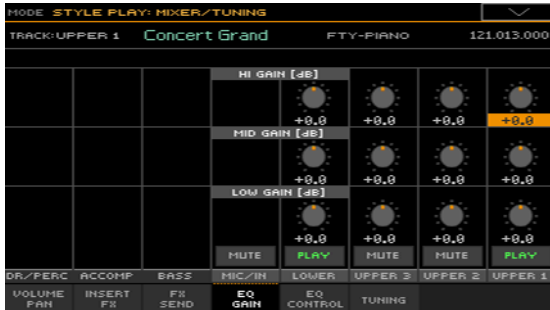 MODE STYLE PLAY: MIXER/TUNING
TRACK:UPPER 1 Concert Grand FTY-PIANO 121.013.000
HI GAIN [dB]
+0.0 +0.0 +0.0 +0.0
MID GAIN [dB]
+0.0 +0.0 +0.0 +0.0
LOW GAIN [dB]
+0.0 +0.0 +0.0 +0.0
MUTE PLAY MUTE MUTE PLAY
DR/PERC ACCOMP BASS MIC/IN LOWER UPPER 3 UPPER 2 UPPER 1
VOLUME INSERT FX EQ EQ TUNING
PAN FX SEND GAIN CONTROL